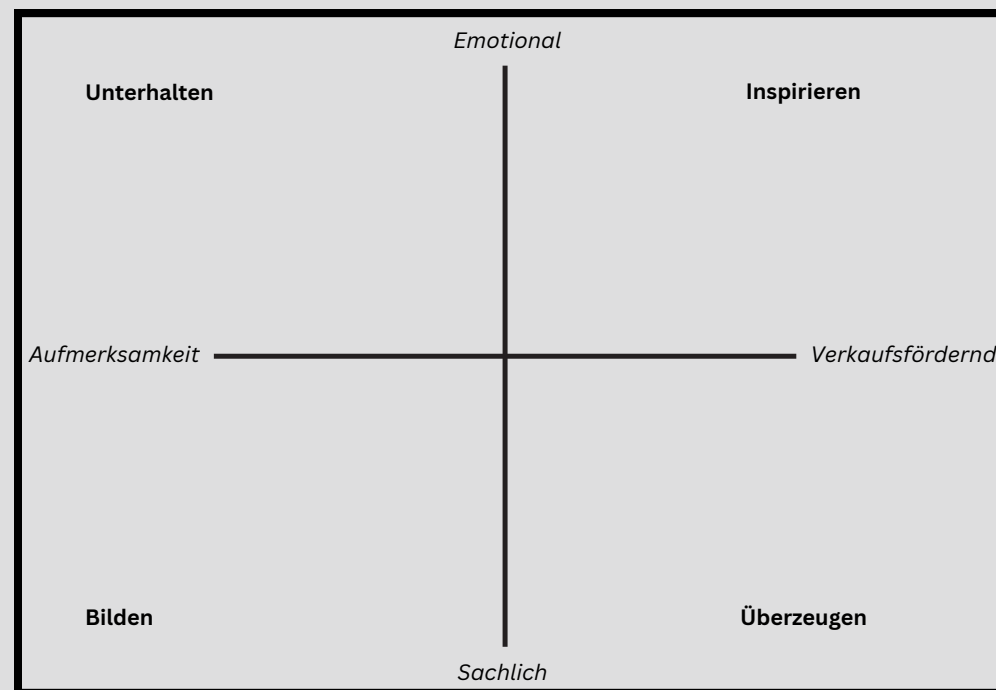 Emotional
Unterhalten
Inspirieren
Aufmerksamkeit
Verkaufsfördernd
Bilden
Überzeugen
Sachlich